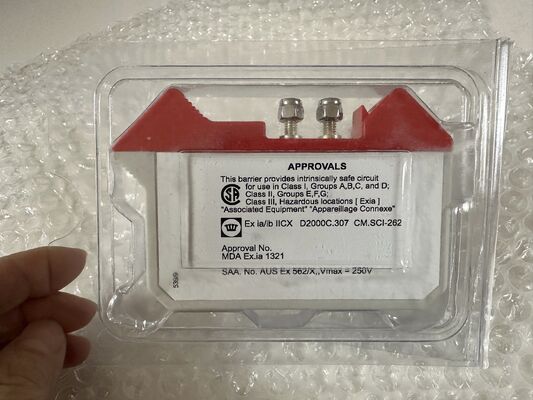 APPROVALS
This barrier provides intrinsically safe circuit
for use in Class I, Groups A,B,C, and D;
Class II, Groups E,F,G;
Class III, Hazardous locations [ Exia ]
"Associated Equipment" "Appareillage Connexe"
Ex ia/ib IICX D2000C.307 CM.SCI-262
Approval No.
MDA Ex.ia 1321
SAA. No. AUS Ex 562/X,,Vmax = 250V